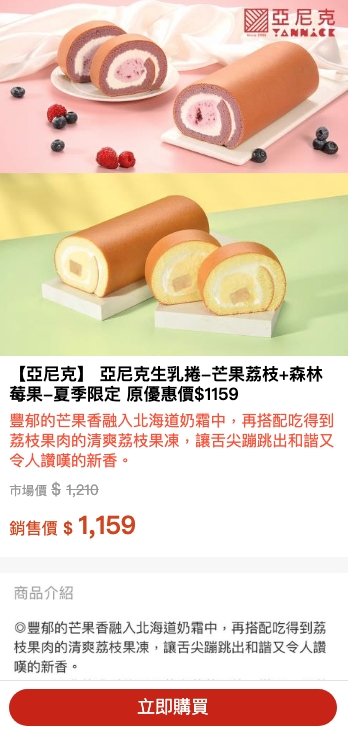 亞尼克
YANNICK
【亞尼克】 亞尼克生乳捲–芒果荔枝+森林
莓果–夏季限定 原優惠價$1159
豐郁的芒果香融入北海道奶霜中，再搭配吃得到
荔枝果肉的清爽荔枝果凍，讓舌尖蹦跳出和諧又
令人讚嘆的新香。
市場價 $ 1,210
銷售價 $ 1,159
商品介紹
◎豐郁的芒果香融入北海道奶霜中，再搭配吃得到荔
枝果肉的清爽荔枝果凍，讓舌尖蹦跳出和諧又令人讚
嘆的新香。
立即購買